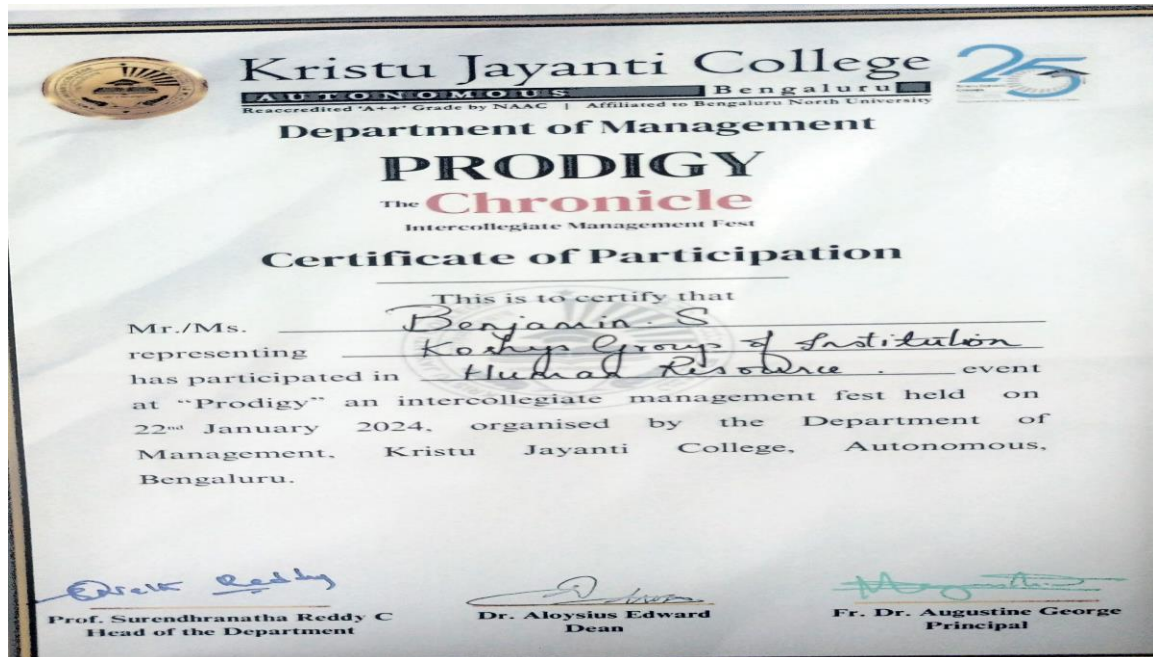 Kristu Jayanti College
25
AUTONOMOUS Bengaluru
Reaccredited 'A++' Grade by NAAC | Affiliated to Bengaluru North University
Department of Management
PRODIGY
The Chronicle
Intercollegiate Management Fest
Certificate of Participation
This is to certify that
Mr./Ms. Benjamin. S
representing Koshys Group of Institution
has participated in Human Resource. event
at "Prodigy" an intercollegiate management fest held on
22nd January 2024, organised by the Department of
Management, Kristu Jayanti College, Autonomous,
Bengaluru.
Reddy
Prof. Surendhranatha Reddy C
Head of the Department
Dr. Aloysius Edward
Dean
Fr. Dr. Augustine George
Principal